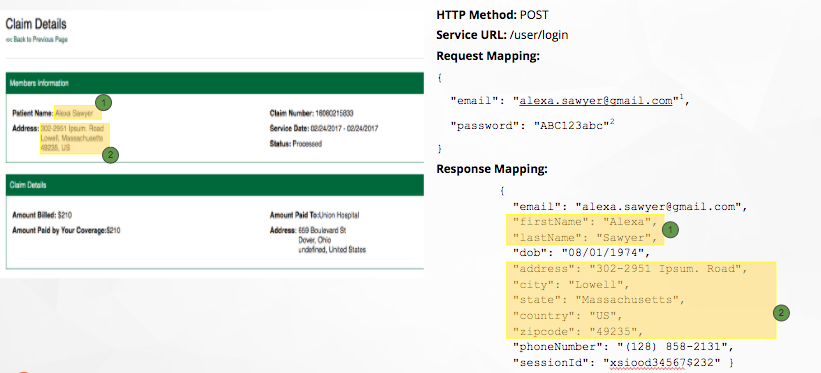 Claim Details
<< Back to Previous Page
Members Information
Patient Name: Alexa Sawyer
1
Claim Number: 16060215833
Address: 302-2951 Ipsum. Road
Lowell, Massachusetts
49235, US
2
Service Date: 02/24/2017 - 02/24/2017
Status: Processed
Claim Details
Amount Billed: $210
Amount Paid To:Union Hospital
Amount Paid by Your Coverage:$210
Address: 659 Boulevard St
Dover, Ohio
undefined, United States
HTTP Method: POST
Service URL: /user/login
Request Mapping:
{
"email": "alexa.sawyer@gmail.com"1,
"password": "ABC123abc"2
}
Response Mapping:
{
"email": "alexa.sawyer@gmail.com",
"firstName": "Alexa",
"lastName": "Sawyer",
1
"dob": "08/01/1974",
"address": "302-2951 Ipsum. Road",
"city": "Lowell",
"state": "Massachusetts",
"country": "US",
2
"zipcode": "49235",
"phoneNumber": "(128) 858-2131",
"sessionId": "xsiood34567$232" }